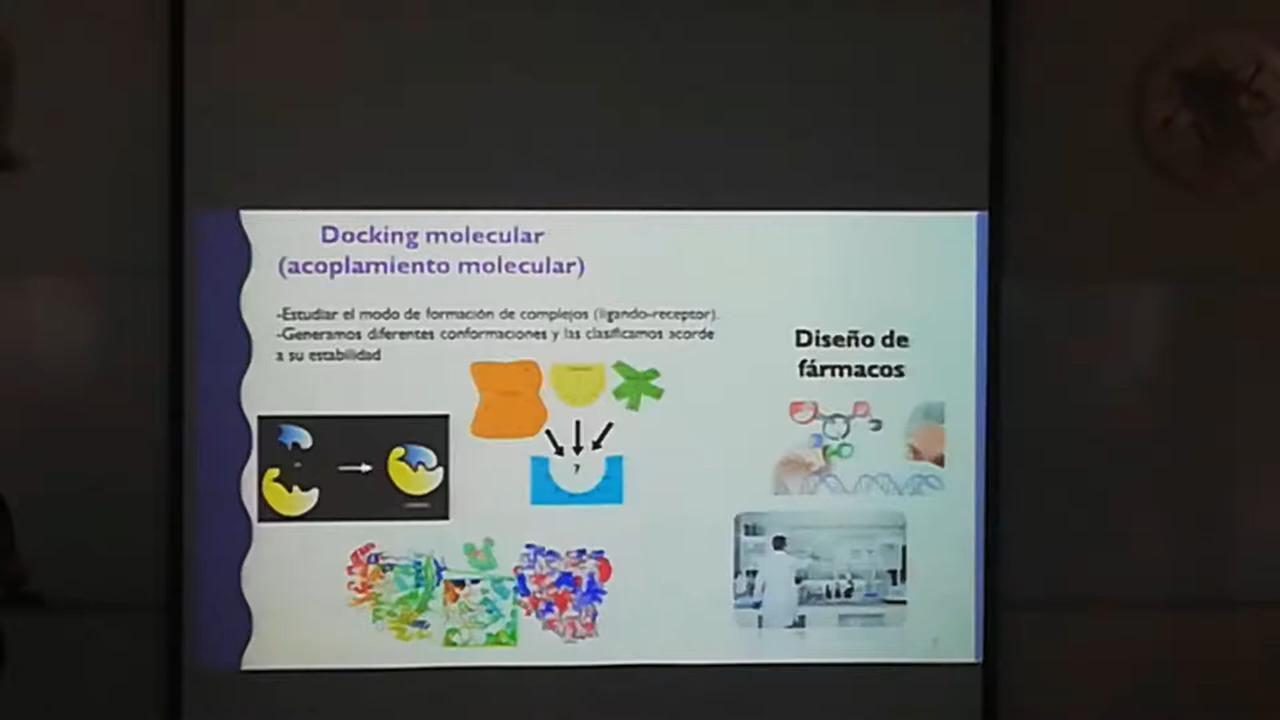 Docking molecular
(acoplamiento molecular)
-Estudiar el modo de formación de complejos (ligando-receptor).
-Generamos diferentes conformaciones y las clasificamos acorde
a su estabilidad
Diseño de
fármacos
?